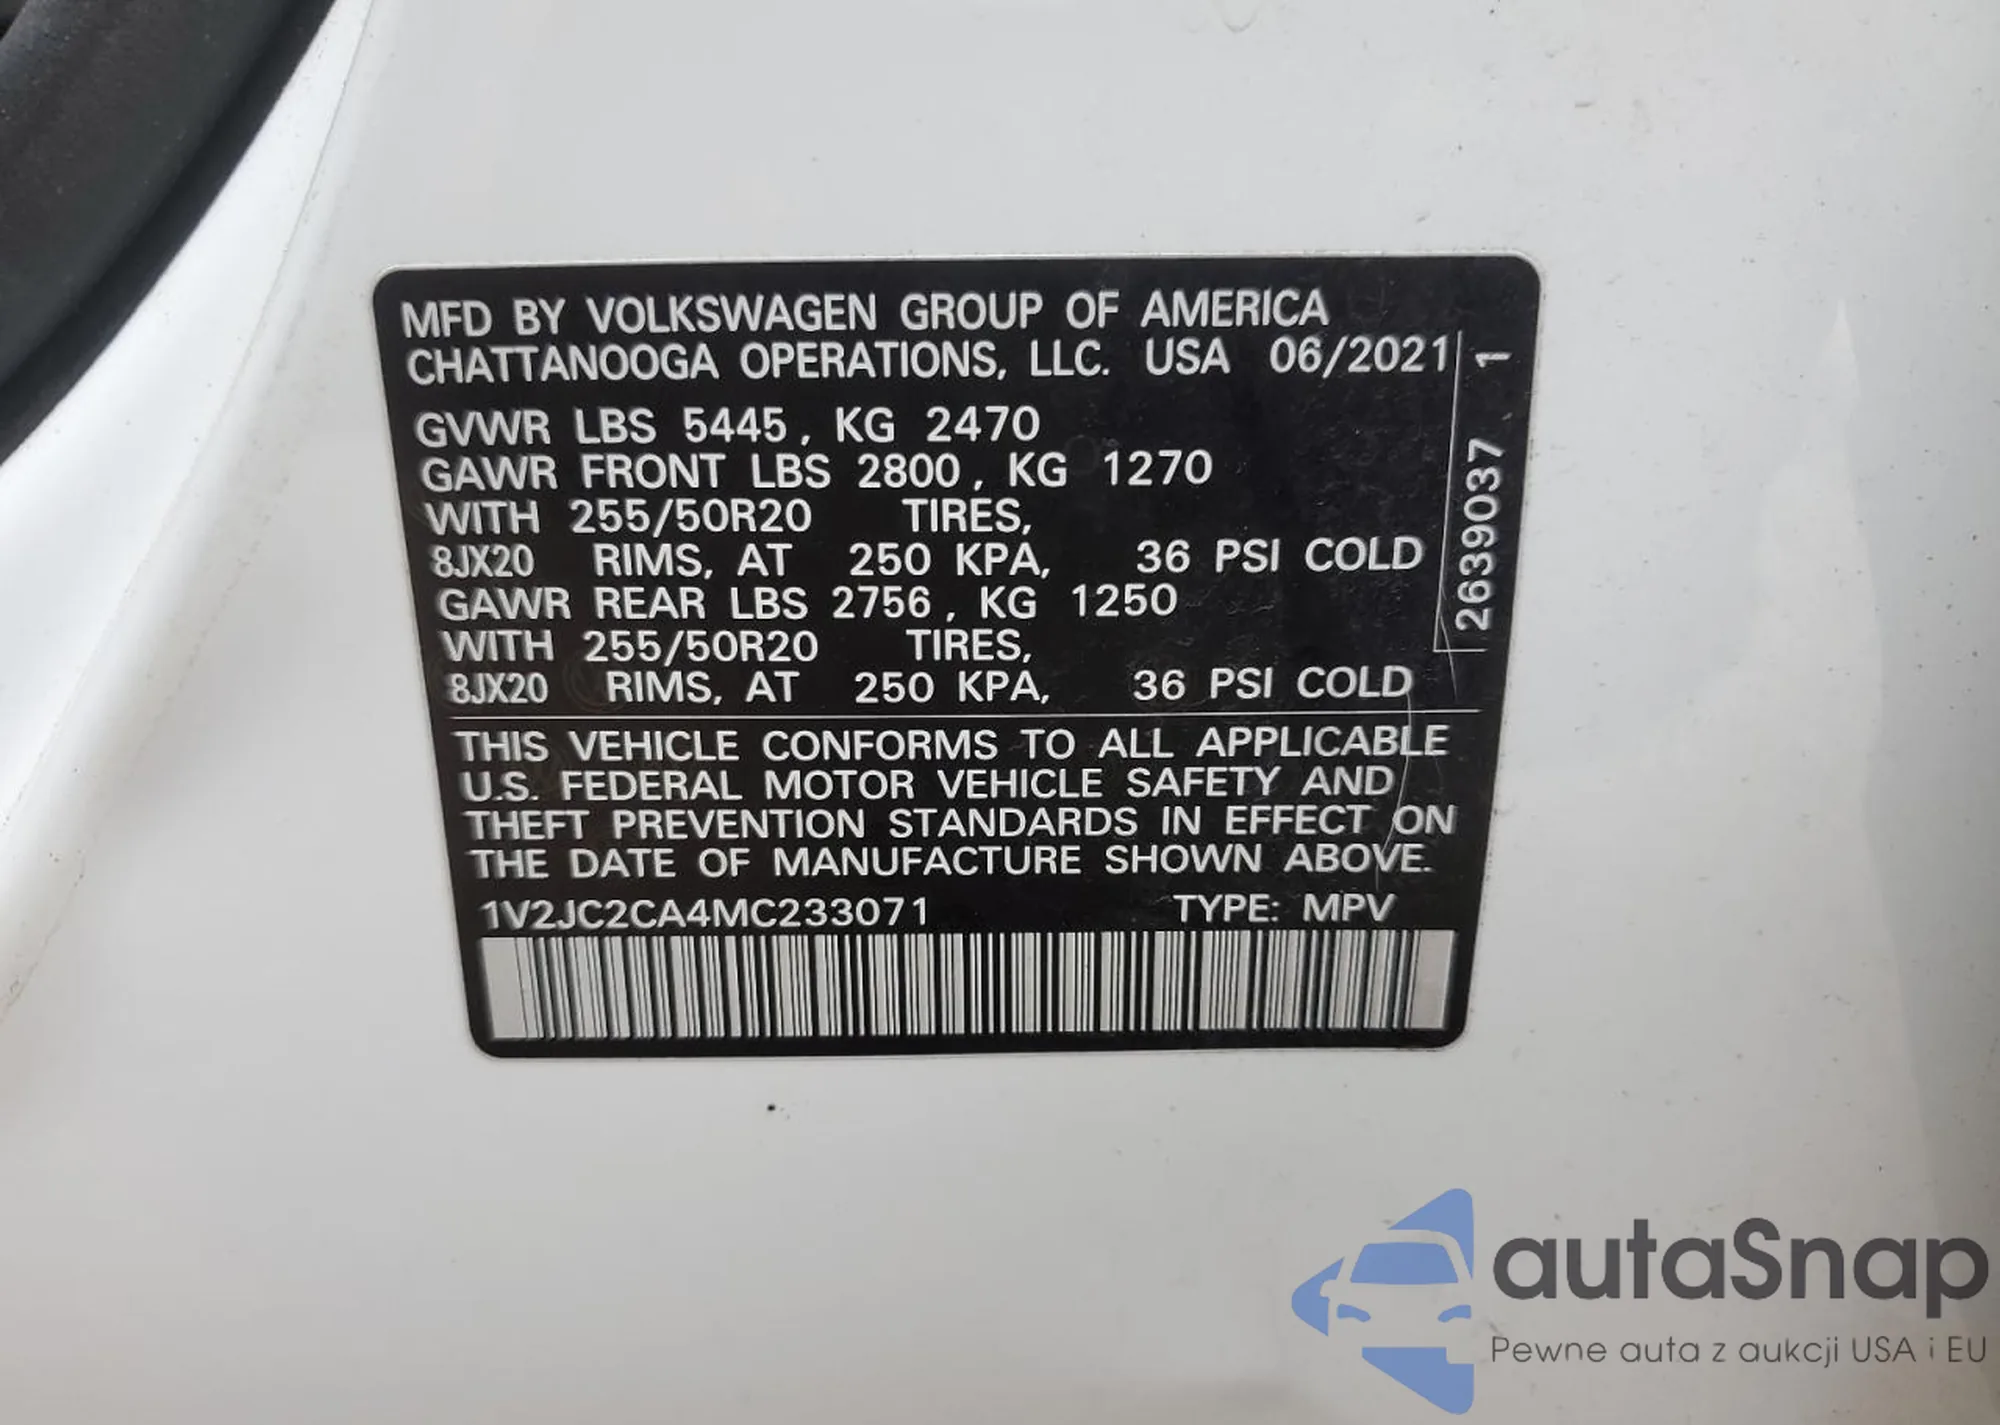 MFD BY VOLKSWAGEN GROUP OF AMERICA
CHATTANOOGA OPERATIONS, LLC. USA 06/2021
GVWR LBS 5445, KG 2470
GAWR FRONT LBS 2800, KG 1270
WITH 255/50R20 TIRES,
8JX20 RIMS, AT 250 KPA, 36 PSI COLD
GAWR REAR LBS 2756, KG 1250
WITH 255/50R20 TIRES,
8JX20 RIMS, AT 250 KPA, 36 PSI COLD
2639037 1
THIS VEHICLE CONFORMS TO ALL APPLICABLE
U.S. FEDERAL MOTOR VEHICLE SAFETY AND
THEFT PREVENTION STANDARDS IN EFFECT ON
THE DATE OF MANUFACTURE SHOWN ABOVE.
1V2JC2CA4MC233071 TYPE: MPV
autaSnap
Pewne auta z aukcji USA i EU